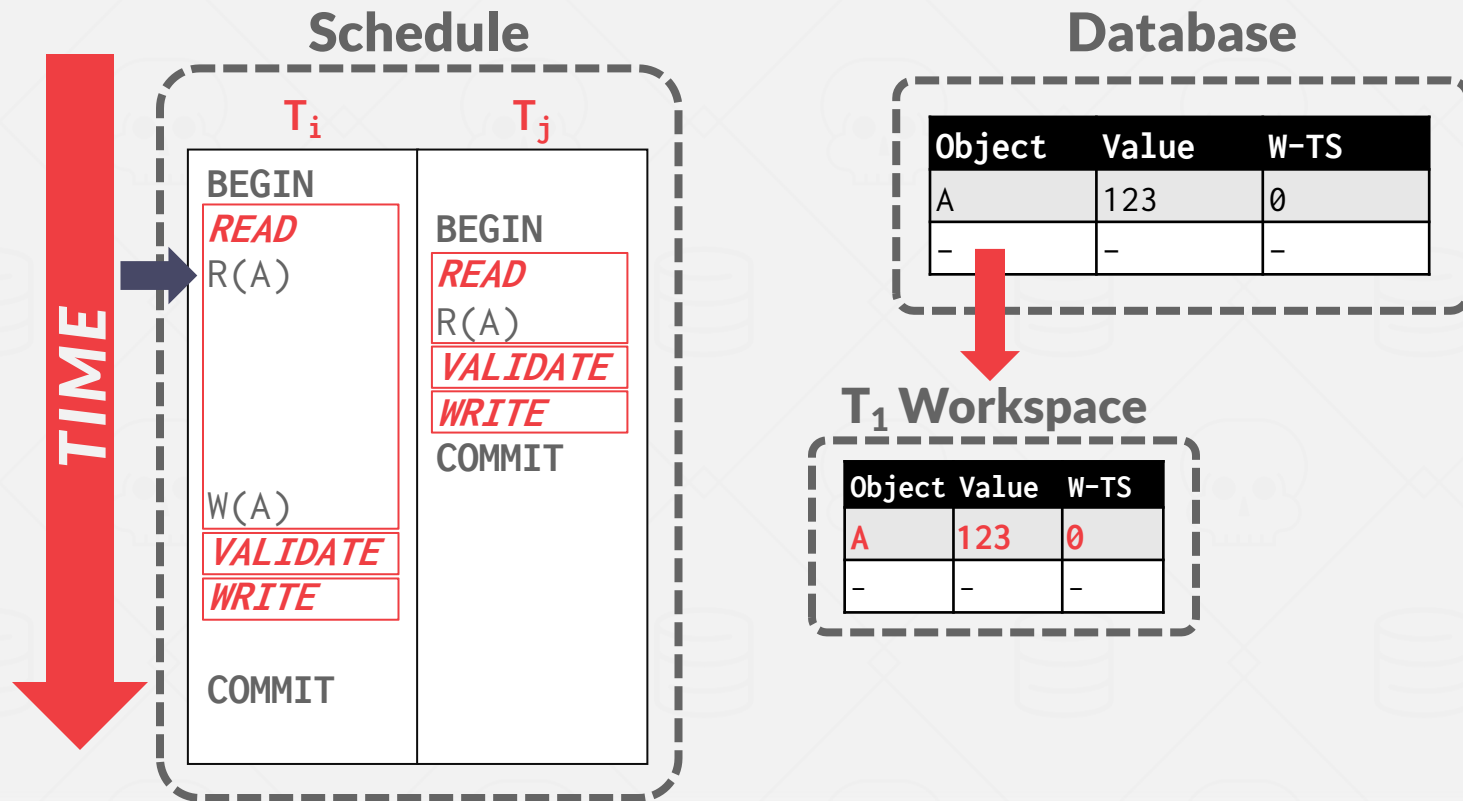 Schedule
Database
TIME
Tᵢ Tⱼ
BEGIN
READ BEGIN
R(A) READ
R(A)
VALIDATE
WRITE
COMMIT
W(A)
VALIDATE
WRITE
COMMIT
Object Value W-TS
A 123 0
- - -
T₁ Workspace
Object Value W-TS
A 123 0
- - -